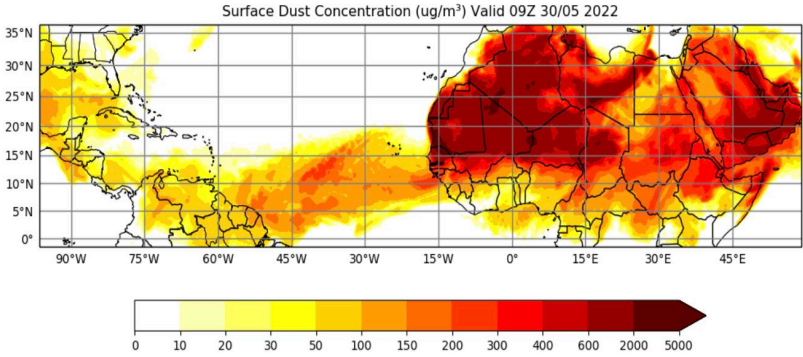 Surface Dust Concentration (ug/m³) Valid 09Z 30/05 2022
35°N
30°N
25°N
20°N
15°N
10°N
5°N
0°
90°W 75°W 60°W 45°W 30°W 15°W 0° 15°E 30°E 45°E
0 10 20 30 50 100 150 200 300 400 600 2000 5000